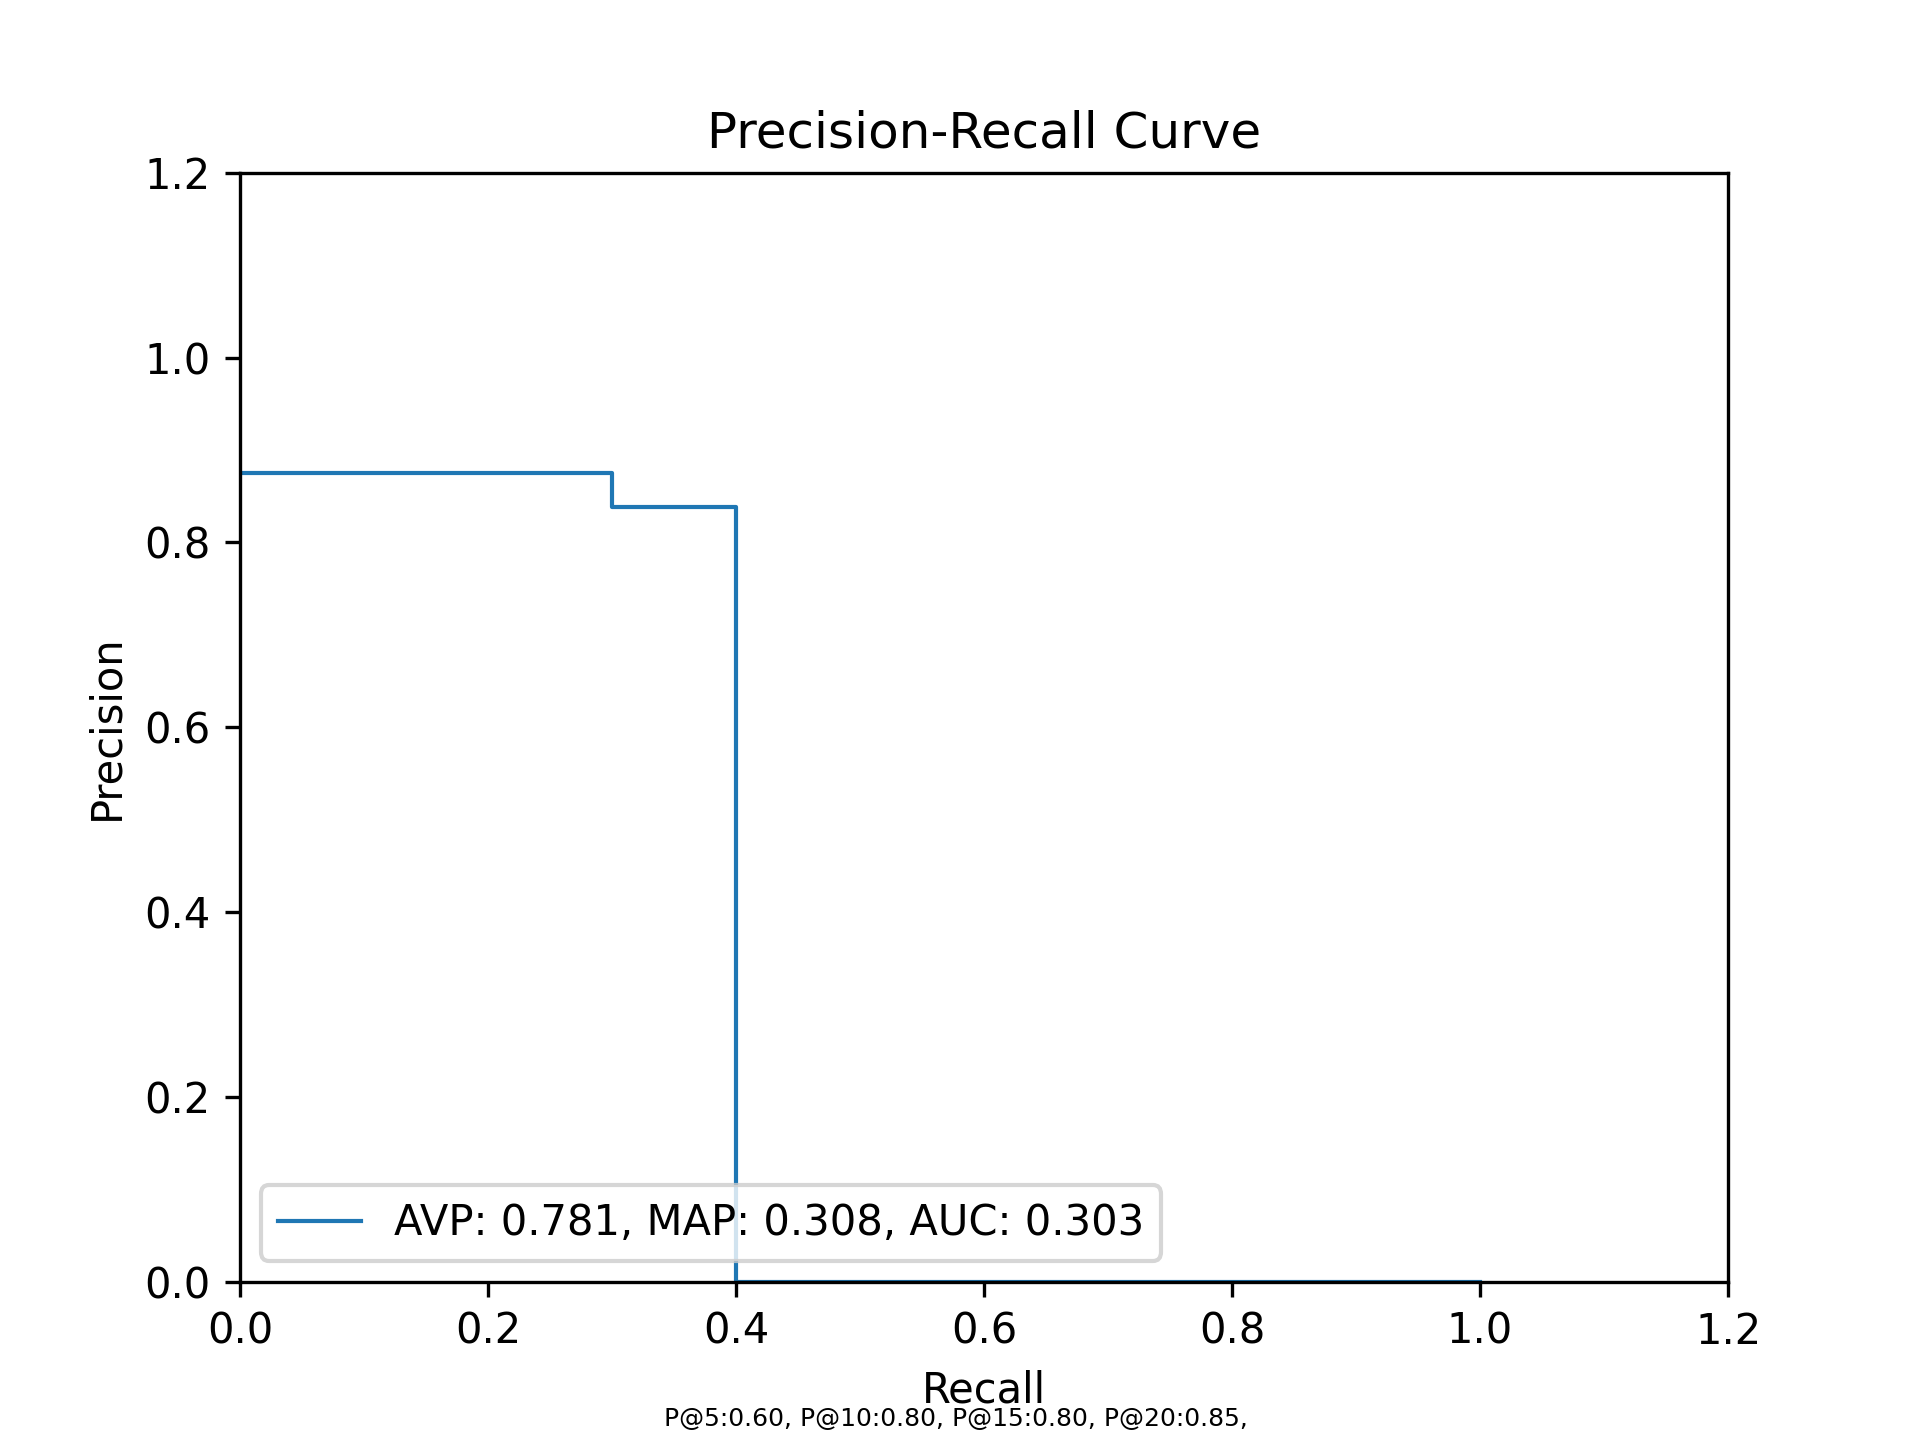 Precision-Recall Curve
1.2
1.0
0.8
0.6
0.4
0.2
0.0
Precision
AVP: 0.781, MAP: 0.308, AUC: 0.303
0.0 0.2 0.4 0.6 0.8 1.0 1.2
Recall
P@5:0.60, P@10:0.80, P@15:0.80, P@20:0.85,